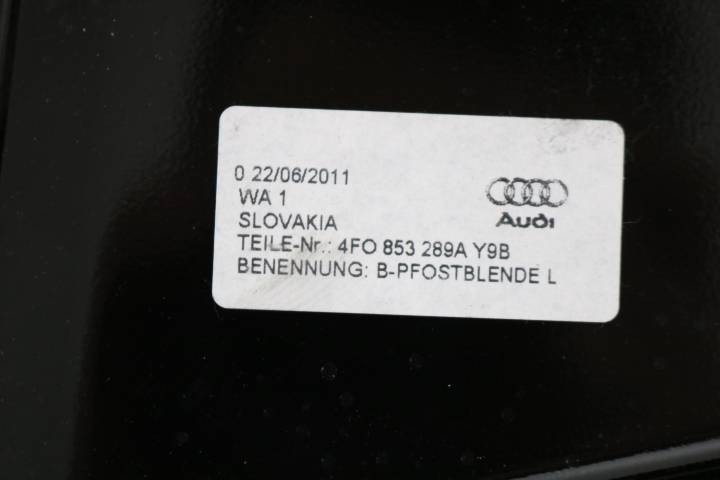 0 22/06/2011
WA 1
SLOVAKIA
TEILE-Nr.: 4FO 853 289A Y9B
BENENNUNG: B-PFOSTBLENDE L
Audi